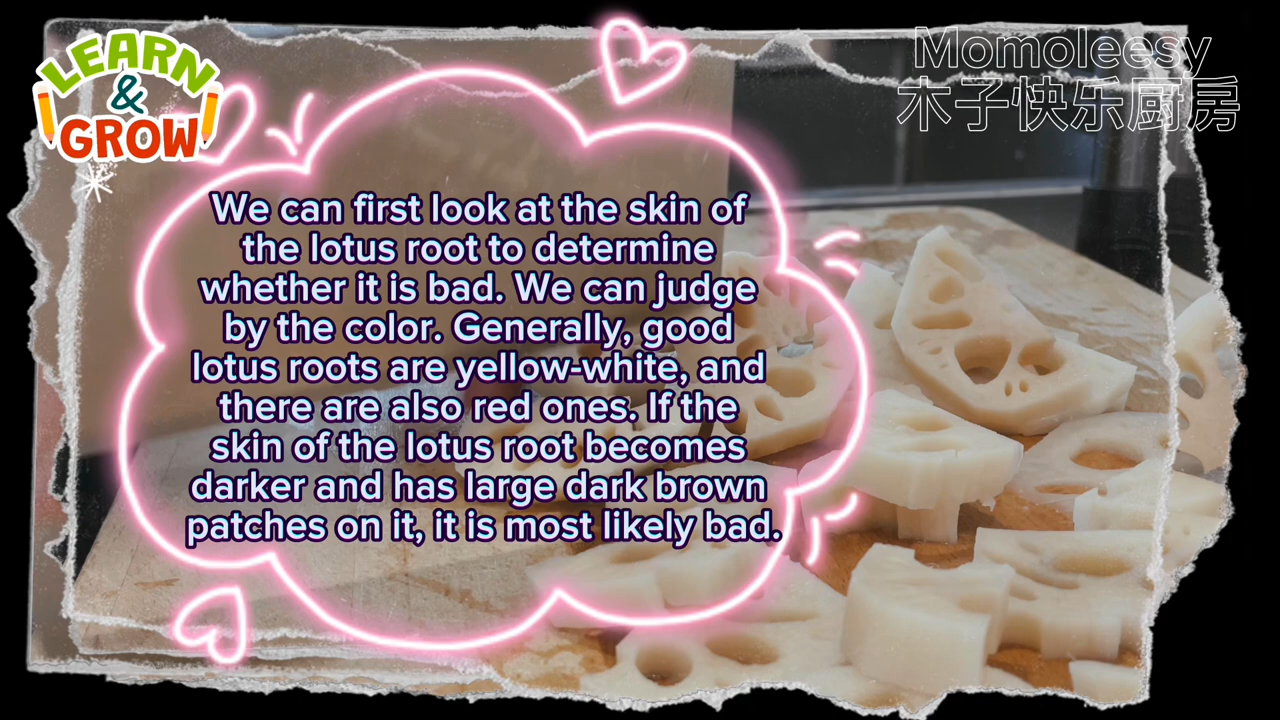 LEARN
&
GROW
Momoleesy
木子快乐厨房
We can first look at the skin of
the lotus root to determine
whether it is bad. We can judge
by the color. Generally, good
lotus roots are yellow-white, and
there are also red ones. If the
skin of the lotus root becomes
darker and has large dark brown
patches on it, it is most likely bad.